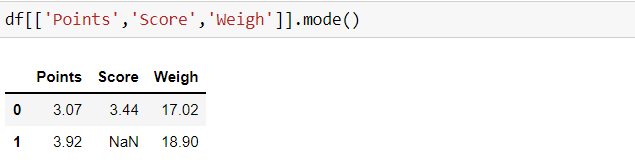 df[['Points','Score','Weigh']].mode()
Points Score Weigh
0 3.07 3.44 17.02
1 3.92 NaN 18.90